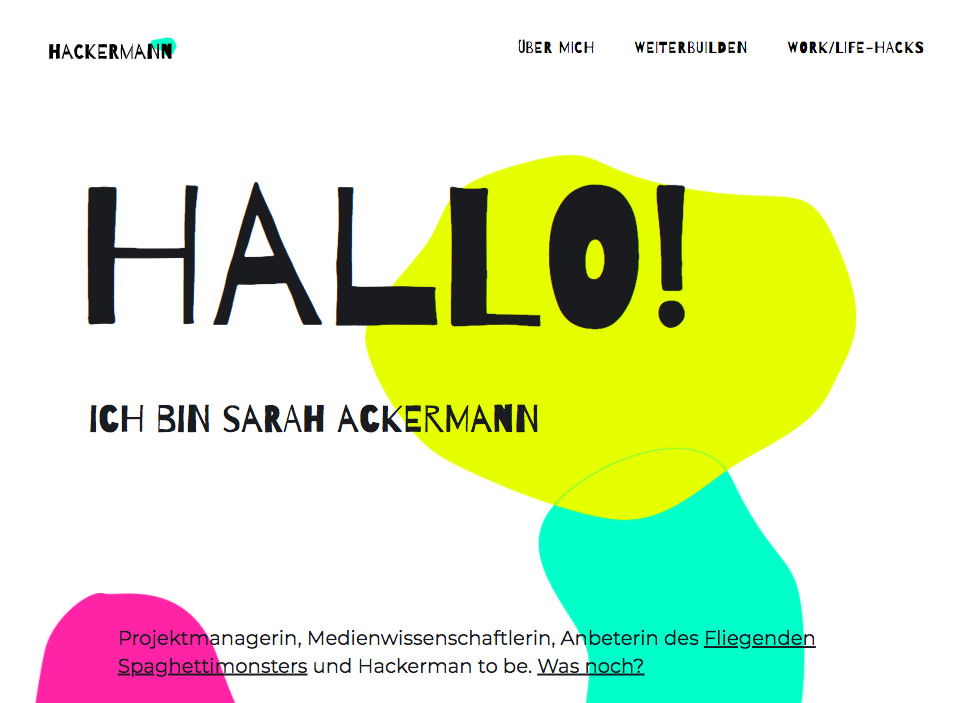 HACKERMANN
ÜBER MICH WEITERBUILDEN WORK/LIFE-HACKS
HALLO!
ICH BIN SARAH ACKERMANN
Projektmanagerin, Medienwissenschaftlerin, Anbeterin des Fliegenden
Spaghettimonsters und Hackerman to be. Was noch?